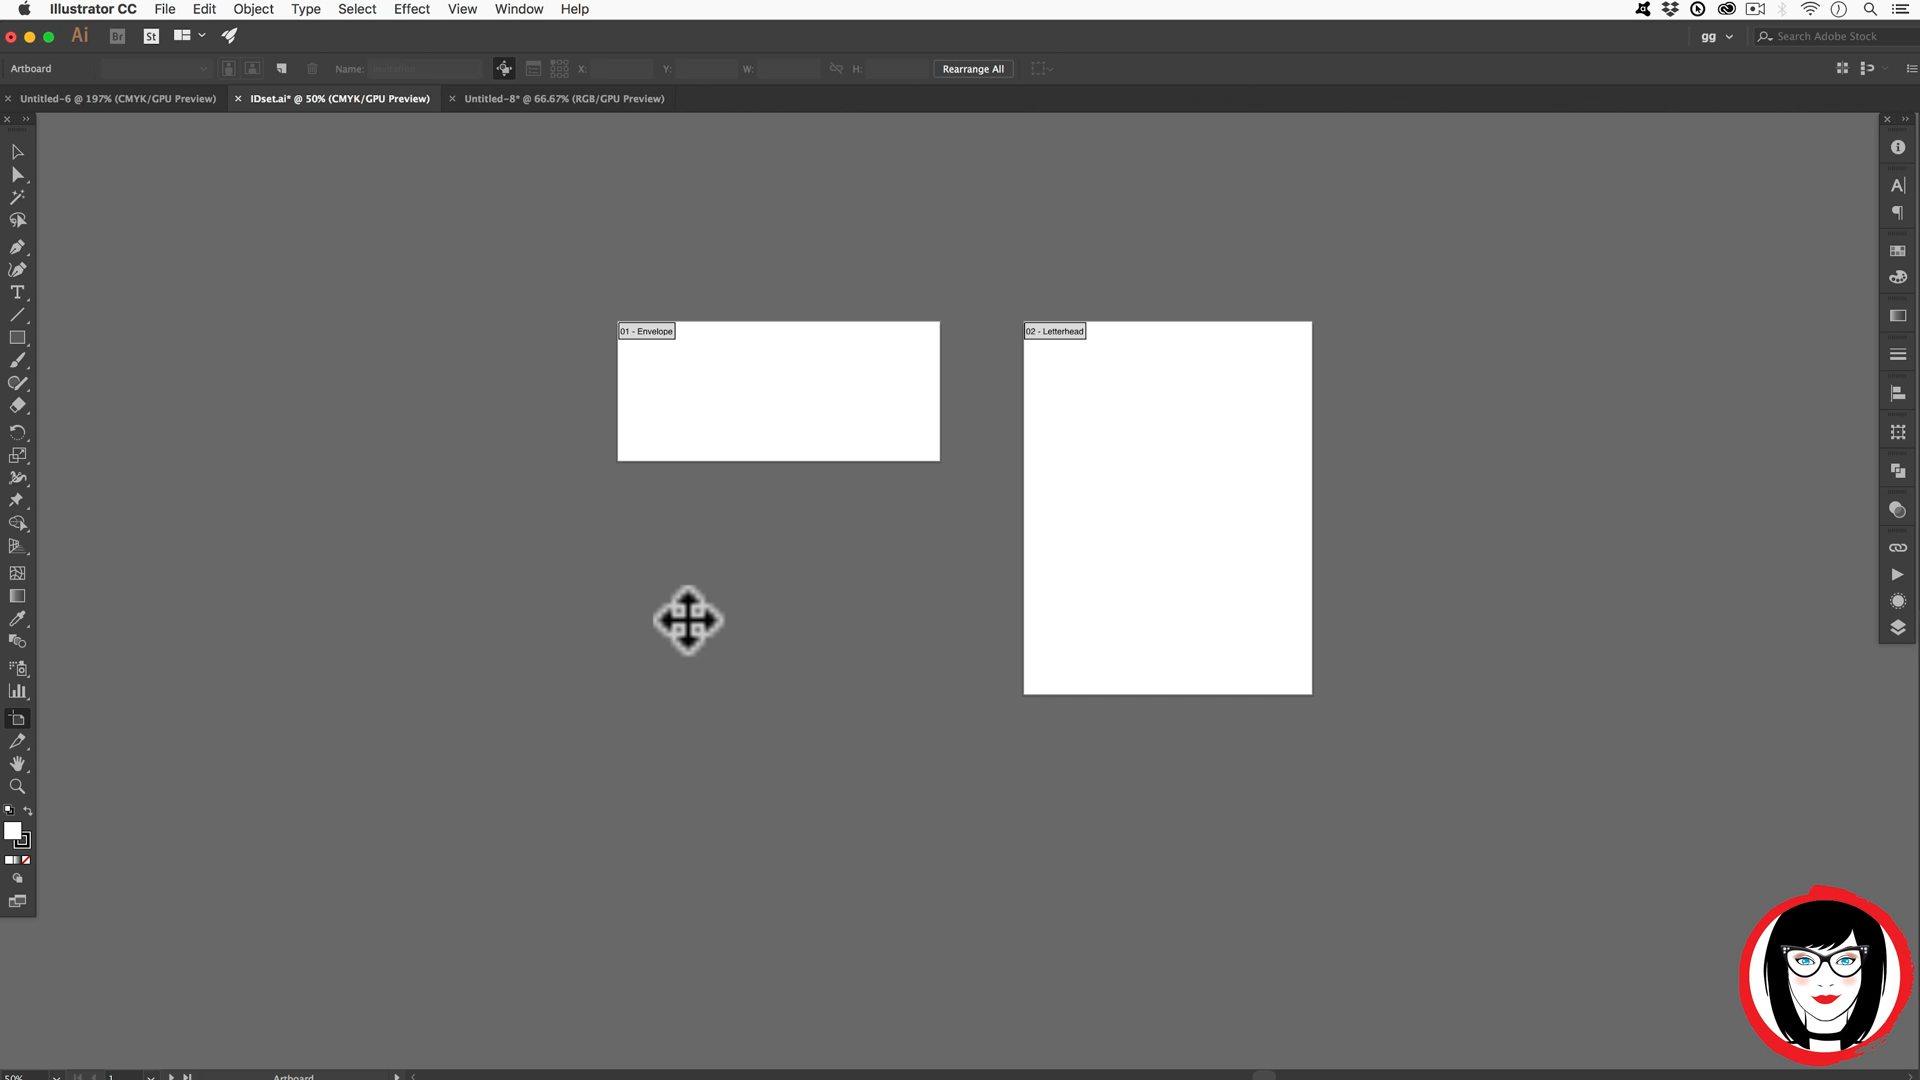 Illustrator CC File Edit Object Type Select Effect View Window Help
Ai Br St gg Search Adobe Stock
Artboard Name: X: Y: W: H: Rearrange All
Untitled-6 @ 197% (CMYK/GPU Preview) IDset.ai* @ 50% (CMYK/GPU Preview) Untitled-8* @ 66.67% (RGB/GPU Preview)
01 - Envelope
02 - Letterhead
50% 1 Artboard